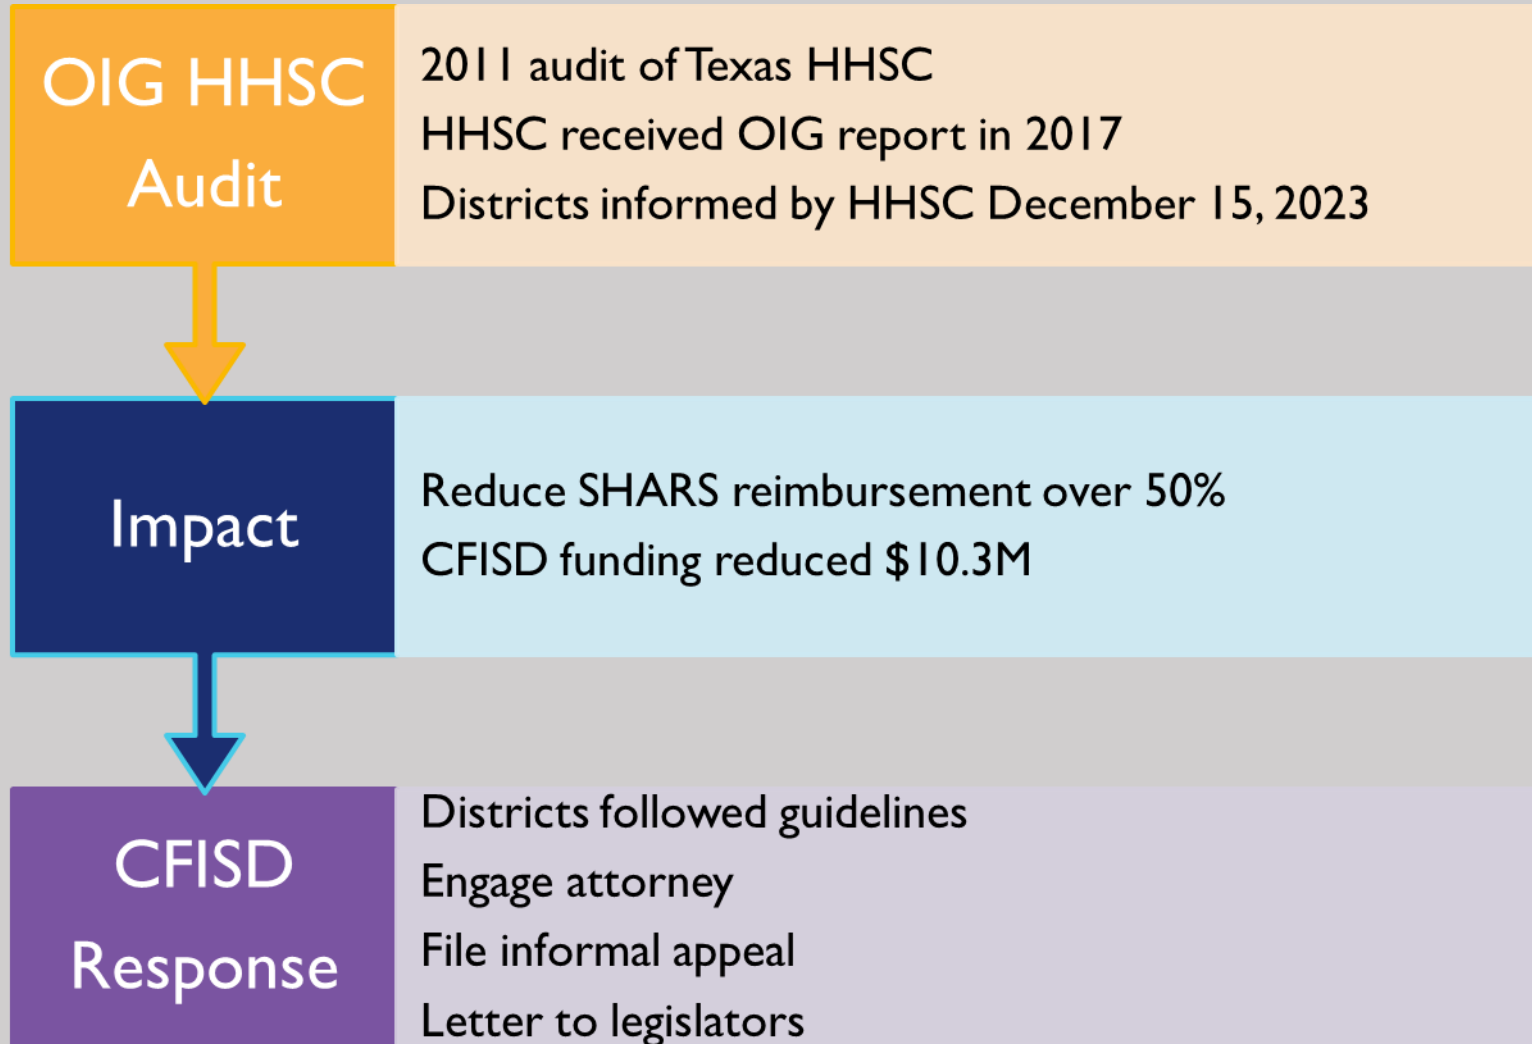 OIG HHSC
Audit
2011 audit of Texas HHSC
HHSC received OIG report in 2017
Districts informed by HHSC December 15, 2023
Impact
Reduce SHARS reimbursement over 50%
CFISD funding reduced $10.3M
CFISD
Response
Districts followed guidelines
Engage attorney
File informal appeal
Letter to legislators